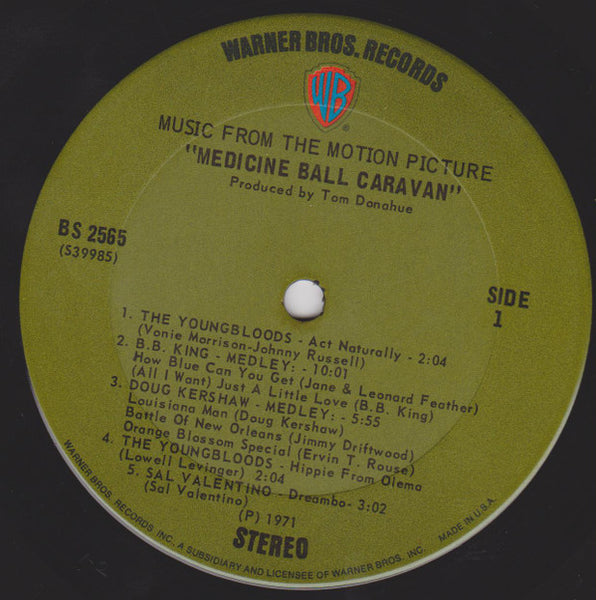 WARNER BROS. RECORDS
WB
®
MUSIC FROM THE MOTION PICTURE
"MEDICINE BALL CARAVAN"
Produced by Tom Donahue
BS 2565
(S39985)
SIDE
1
1. THE YOUNGBLOODS - Act Naturally - 2:04
(Vonie Morrison-Johnny Russell)
2. B.B. KING - MEDLEY: - 10:01
How Blue Can You Get (Jane & Leonard Feather)
(All I Want) Just A Little Love (B.B. King)
3. DOUG KERSHAW - MEDLEY: - 5:55
Louisiana Man (Doug Kershaw)
Battle Of New Orleans (Jimmy Driftwood)
Orange Blossom Special (Ervin T. Rouse)
4. THE YOUNGBLOODS - Hippie From Olema
(Lowell Levinger) 2:04
5. SAL VALENTINO - Dreambo- 3:02
(Sal Valentino)
(P) 1971
STEREO
WARNER BROS. RECORDS INC. A SUBSIDIARY AND LICENSEE OF WARNER BROS. INC. MADE IN U.S.A.